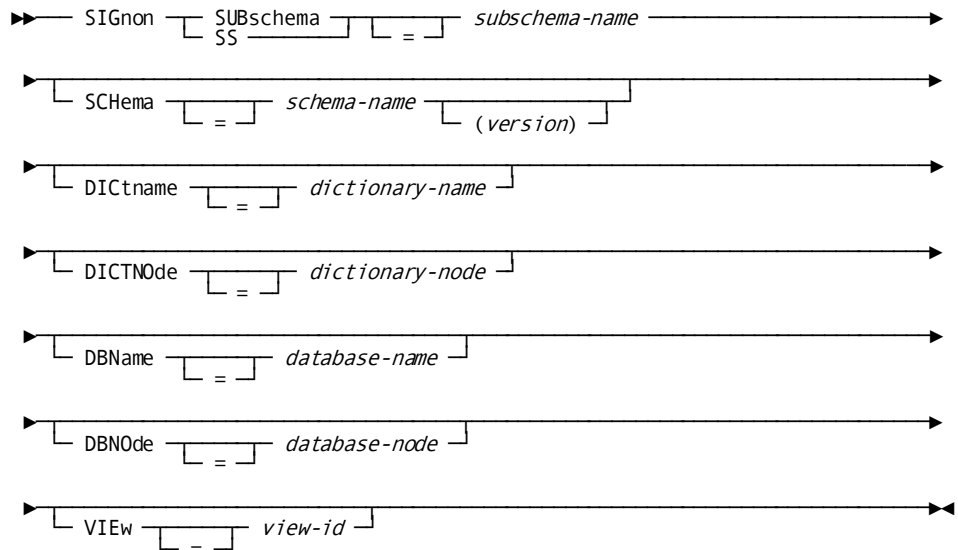 SIGnon SUBschema = subschema-name
SS
SCHema = schema-name (version)
DICtname = dictionary-name
DICTNOde = dictionary-node
DBName = database-name
DBNOde = database-node
VIEw = view-id